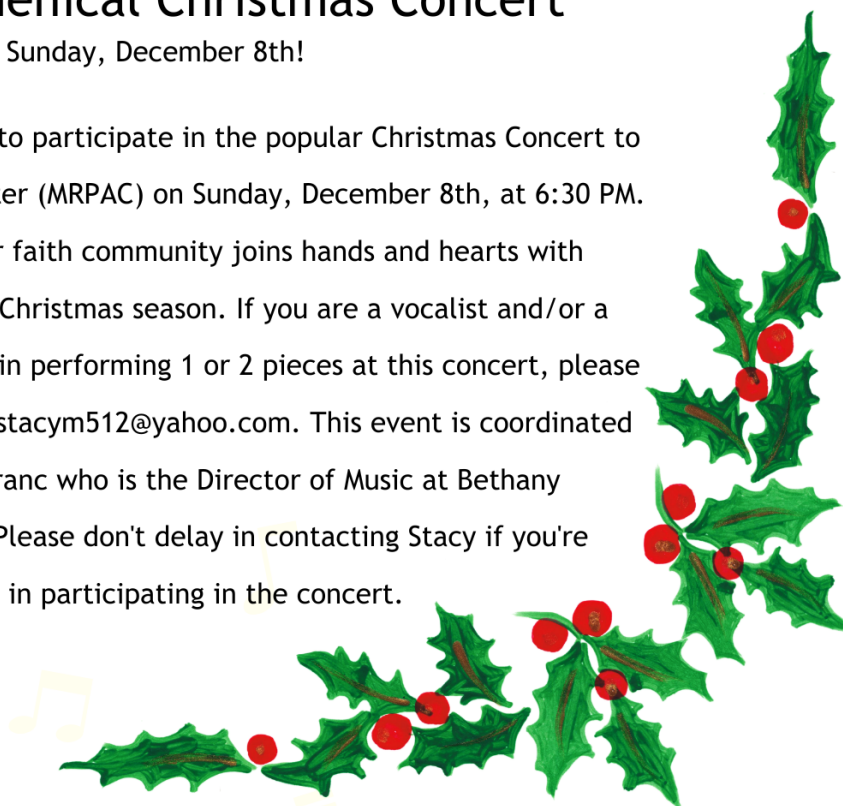 Christmas Concert
Sunday, December 8th!
to participate in the popular Christmas Concert to
(MRPAC) on Sunday, December 8th, at 6:30 PM.
faith community joins hands and hearts with
Christmas season. If you are a vocalist and/or a
in performing 1 or 2 pieces at this concert, please
stacym512@yahoo.com. This event is coordinated
ranc who is the Director of Music at Bethany
Please don't delay in contacting Stacy if you're
in participating in the concert.